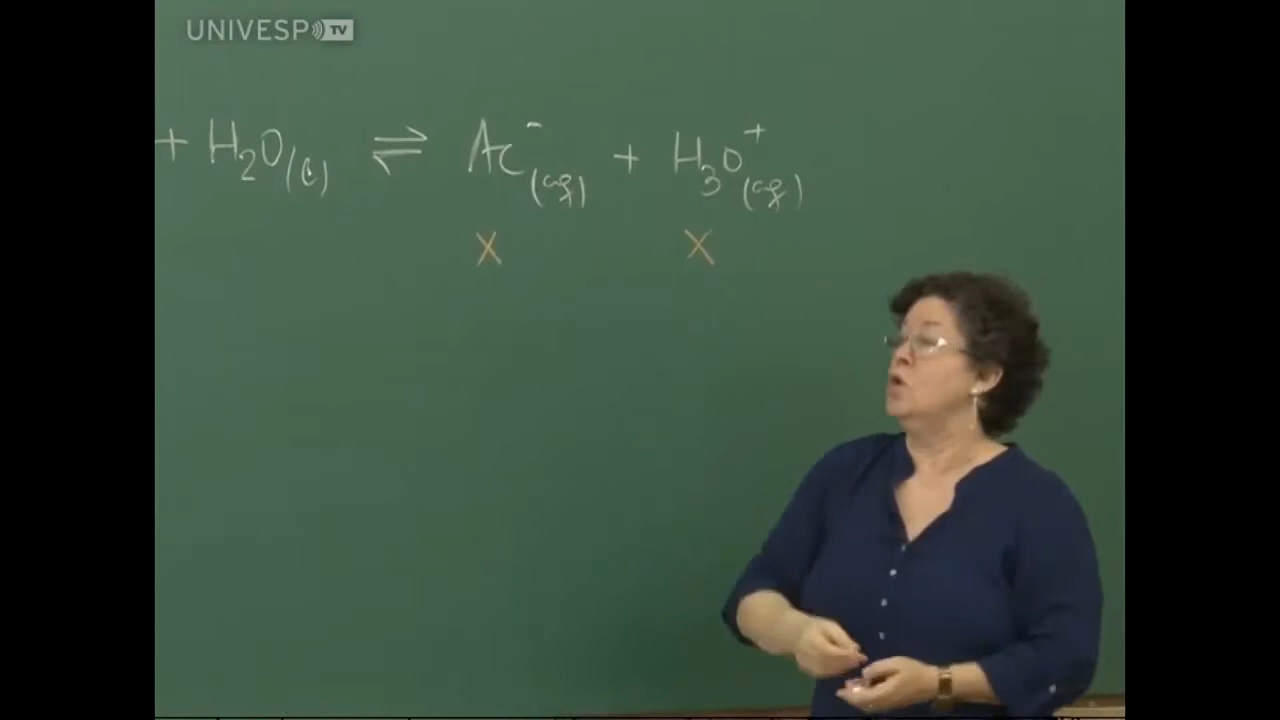 UNIVESP TV
+ H₂O(l) ⇌ Ac⁻(aq) + H₃O⁺(aq)
X X